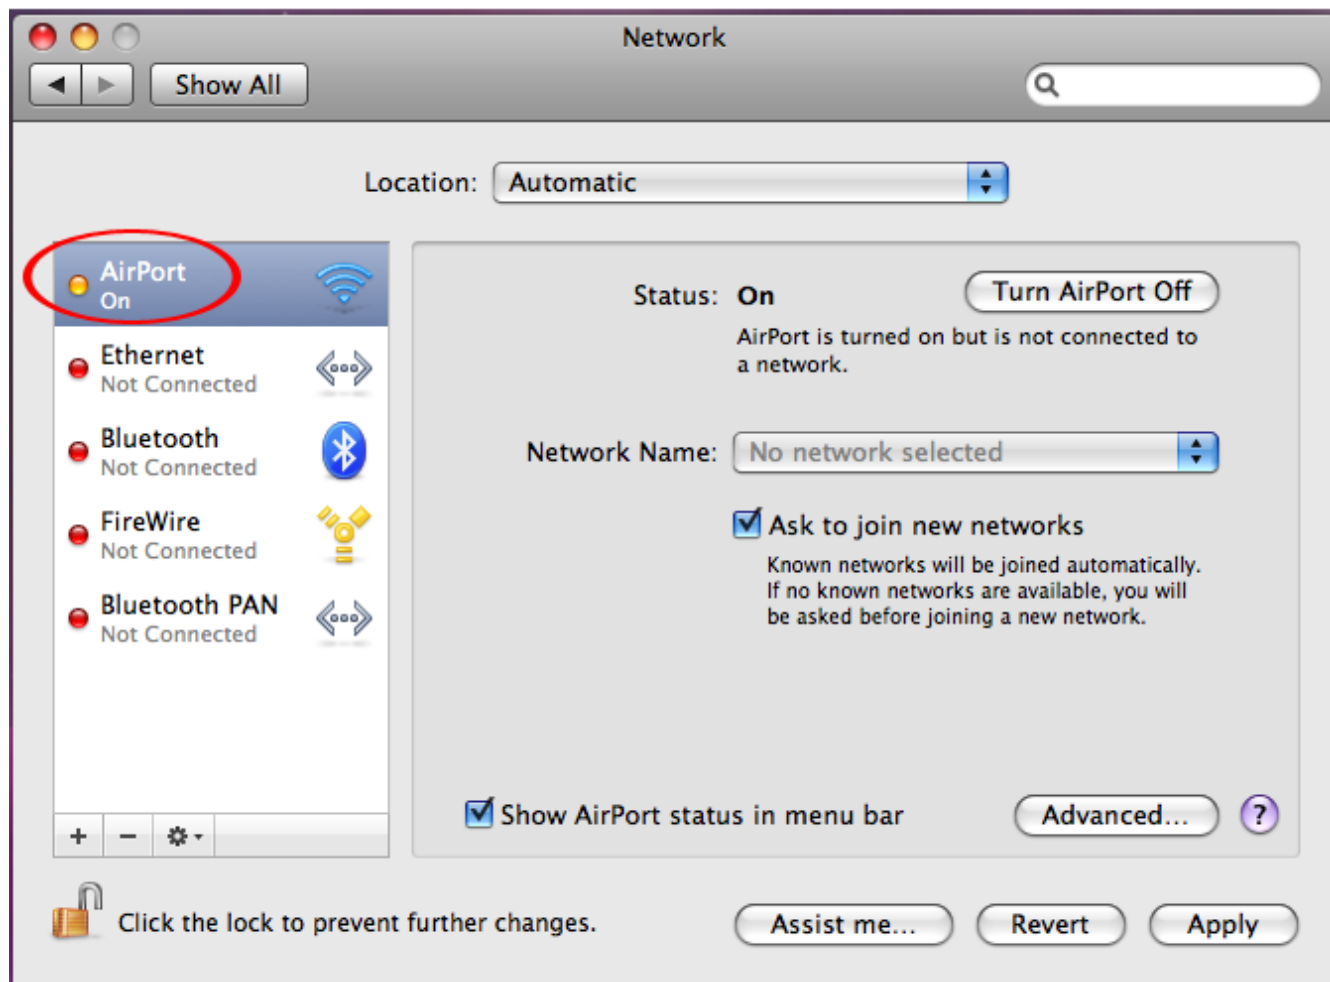 Network
Show All
Location: Automatic
AirPort
On
Ethernet
Not Connected
Bluetooth
Not Connected
FireWire
Not Connected
Bluetooth PAN
Not Connected
Status: On
Turn AirPort Off
AirPort is turned on but is not connected to
a network.
Network Name: No network selected
Ask to join new networks
Known networks will be joined automatically.
If no known networks are available, you will
be asked before joining a new network.
Show AirPort status in menu bar
Advanced...
?
Click the lock to prevent further changes.
Assist me...
Revert
Apply